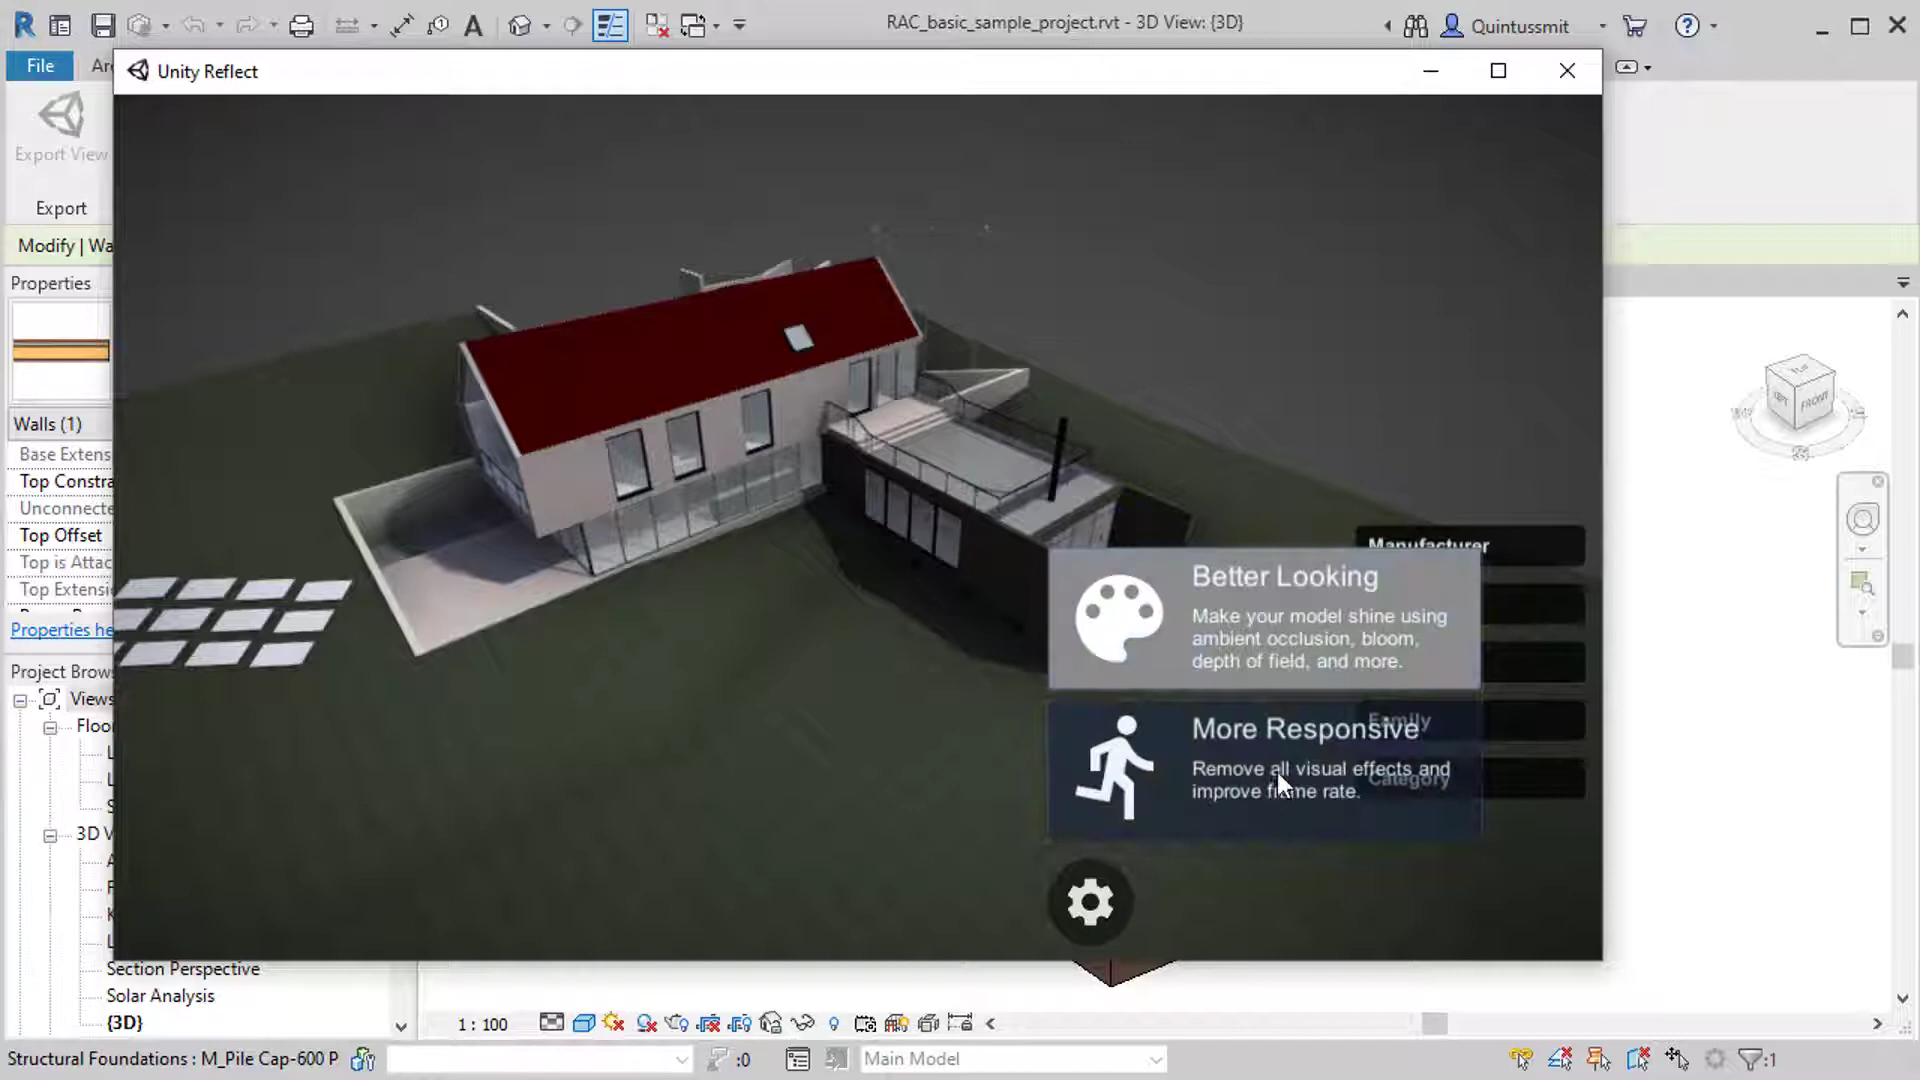 RAC_basic_sample_project.rvt - 3D View: {3D}
Quintussmit
File
Ar
Unity Reflect
Export View
Export
Modify | Wa
Properties
Walls (1)
Base Extens
Top Constra
Unconnecte
Top Offset
Top is Attac
Top Extensi
Properties he
Project Brows
Views
Floor
L
L
S
3D V
A
F
K
L
Section Perspective
Solar Analysis
{3D}
Manufacturer
Better Looking
Make your model shine using
ambient occlusion, bloom,
depth of field, and more.
Family
More Responsive
Remove all visual effects and
improve frame rate.
Category
FRONT
1 : 100
Structural Foundations : M_Pile Cap-600 P
:0
Main Model
:1